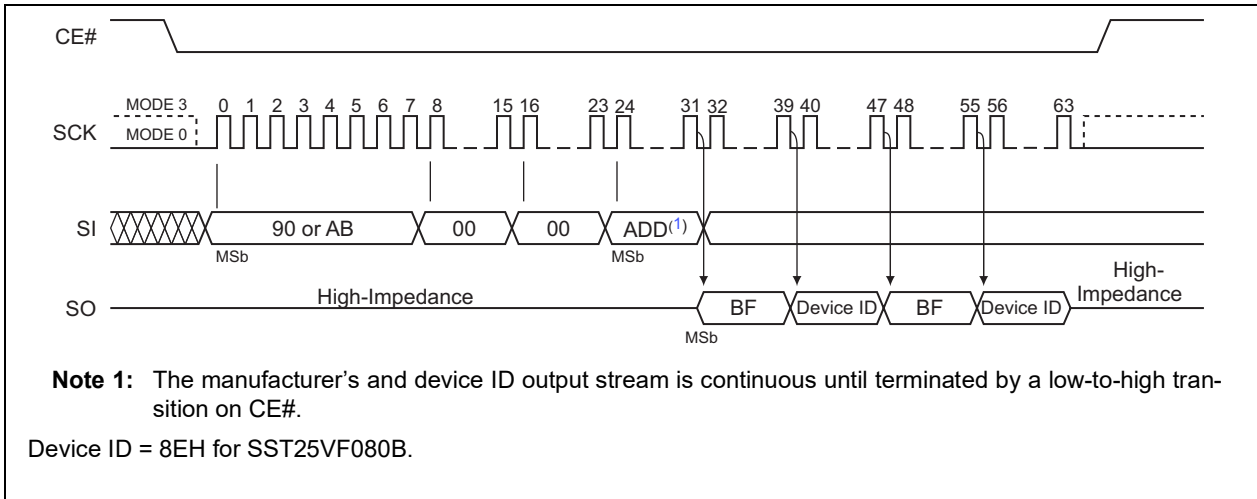 CE#
MODE 3
0 1 2 3 4 5 6 7 8 15 16 23 24 31 32 39 40 47 48 55 56 63
SCK
MODE 0
SI 90 or AB 00 00 ADD(1)
MSb MSb
High-
Impedance
SO High-Impedance BF Device ID BF Device ID
MSb
Note 1: The manufacturer’s and device ID output stream is continuous until terminated by a low-to-high tran-
sition on CE#.
Device ID = 8EH for SST25VF080B.